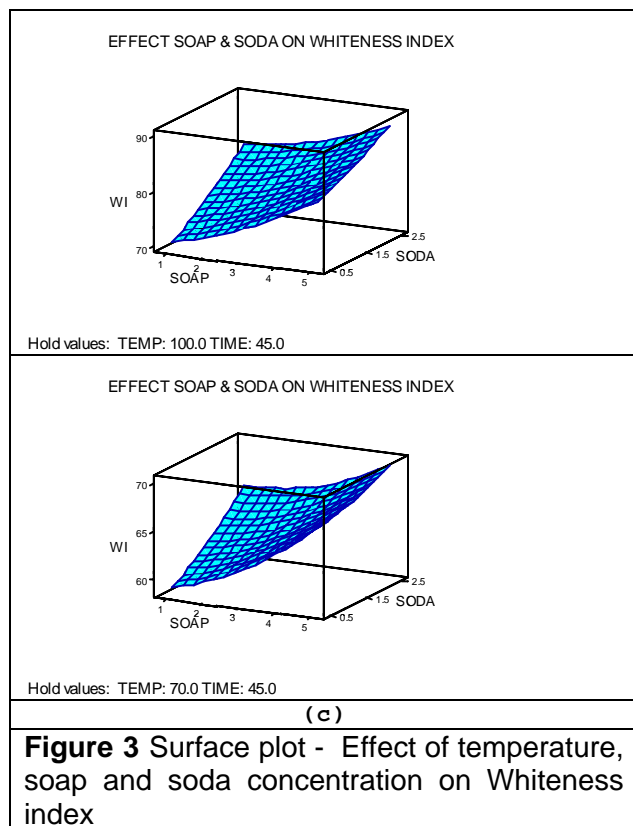 EFFECT SOAP & SODA ON WHITENESS INDEX
90
80
WI
70
1
2
3
4
5
SOAP
0.5
1.5
2.5
SODA
Hold values: TEMP: 100.0 TIME: 45.0
EFFECT SOAP & SODA ON WHITENESS INDEX
70
65
WI
60
1
2
3
4
5
SOAP
0.5
1.5
2.5
SODA
Hold values: TEMP: 70.0 TIME: 45.0
(c)
Figure 3 Surface plot - Effect of temperature,
soap and soda concentration on Whiteness
index